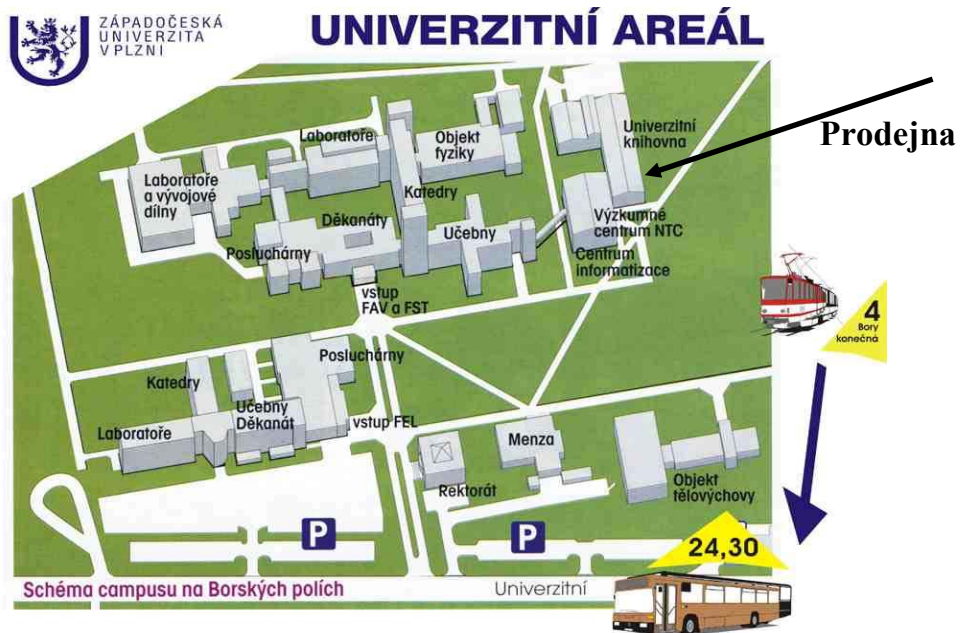 ZÁPADOČESKÁ
UNIVERZITA
V PLZNI
UNIVERZITNÍ AREÁL
Prodejna
Laboratoře
Objekt
fyziky
Univerzitní
knihovna
Laboratoře
a vývojové
dílny
Katedry
Děkanáty
Učebny
Výzkumné
centrum NTC
Posluchárny
Centrum
informatizace
vstup
FAV a FST
4
Bory
konečná
Posluchárny
Katedry
Učebny
Děkanát
vstup FEL
Laboratoře
Menza
Rektorát
Objekt
tělovýchovy
P
P
24,30
Schéma campusu na Borských polích
Univerzitní